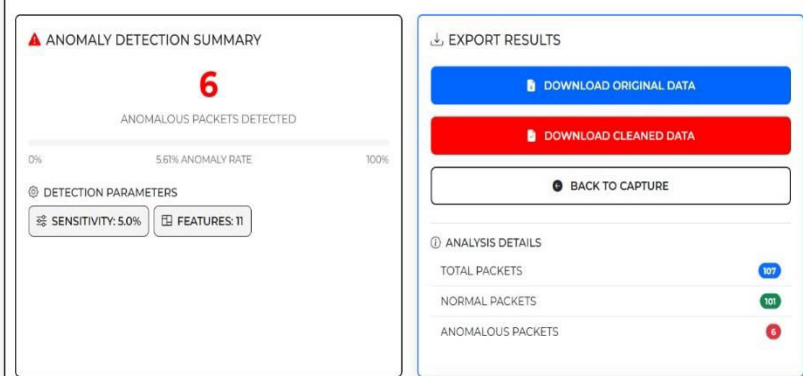 ANOMALY DETECTION SUMMARY
6
ANOMALOUS PACKETS DETECTED
0%
5.61% ANOMALY RATE
100%
DETECTION PARAMETERS
SENSITIVITY: 5.0%
FEATURES: 11
EXPORT RESULTS
DOWNLOAD ORIGINAL DATA
DOWNLOAD CLEANED DATA
BACK TO CAPTURE
ANALYSIS DETAILS
TOTAL PACKETS 107
NORMAL PACKETS 101
ANOMALOUS PACKETS 6